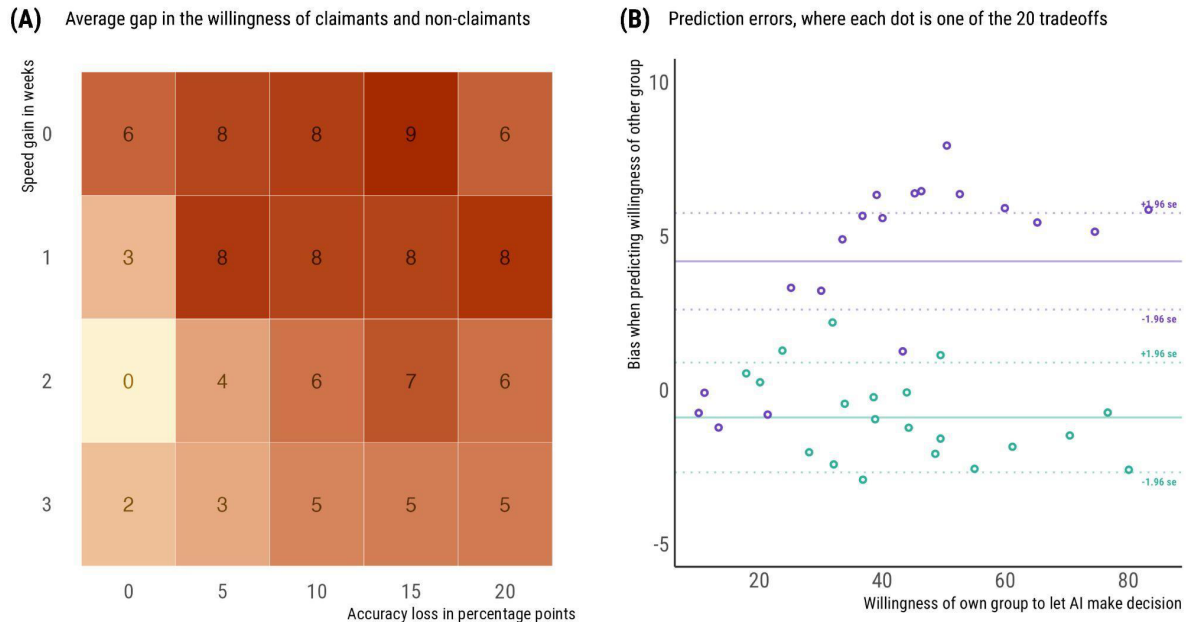 (A) Average gap in the willingness of claimants and non-claimants
Speed gain in weeks
0 6 8 8 9 6
1 3 8 8 8 8
2 0 4 6 7 6
3 2 3 5 5 5
0 5 10 15 20
Accuracy loss in percentage points
(B) Prediction errors, where each dot is one of the 20 tradeoffs
Bias when predicting willingness of other group
10
5
0
-5
+1.96 se
-1.96 se
+1.96 se
-1.96 se
20 40 60 80
Willingness of own group to let AI make decision